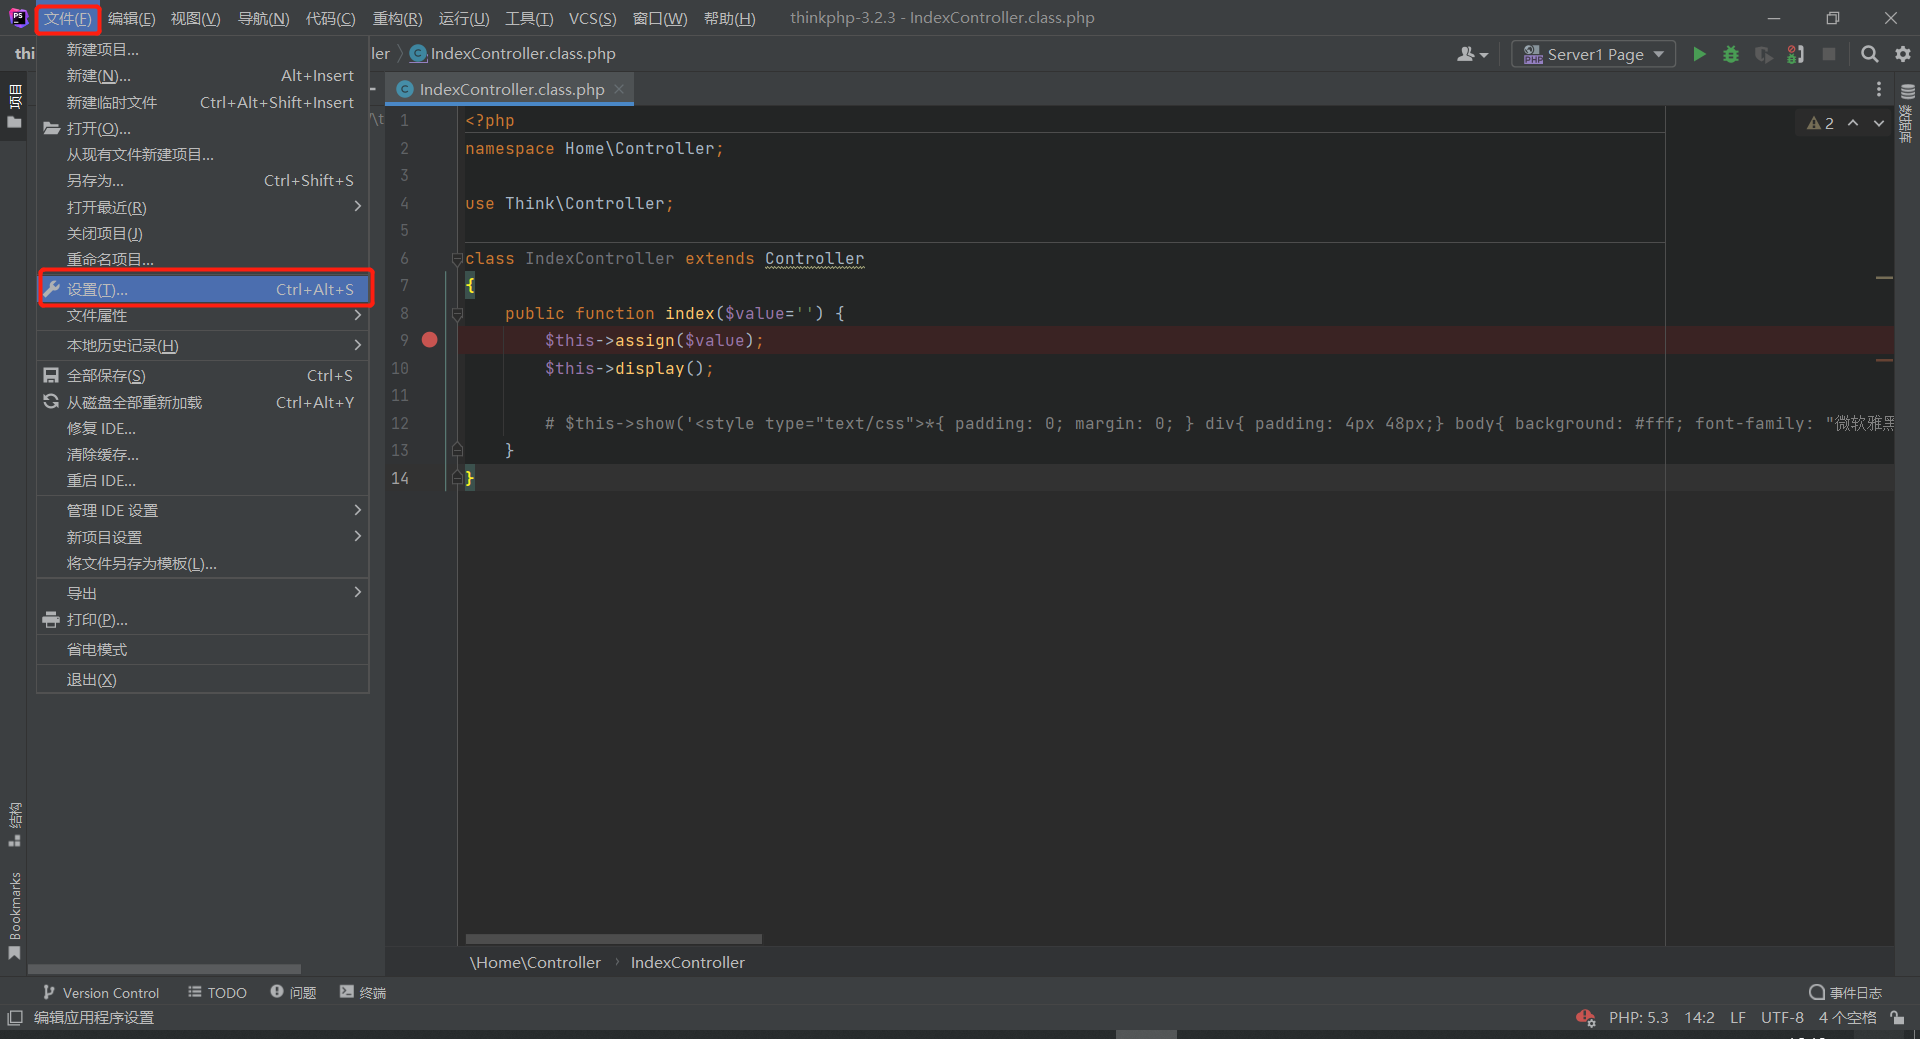 PS 文件(F) 编辑(E) 视图(V) 导航(N) 代码(C) 重构(R) 运行(U) 工具(T) VCS(S) 窗口(W) 帮助(H) thinkphp-3.2.3 - IndexController.class.php
thi
ler IndexController.class.php
Server1 Page
新建项目...
新建(N)... Alt+Insert
新建临时文件 Ctrl+Alt+Shift+Insert
打开(O)...
从现有文件新建项目...
另存为... Ctrl+Shift+S
打开最近(R)
关闭项目(J)
重命名项目...
设置(T)... Ctrl+Alt+S
文件属性
本地历史记录(H)
全部保存(S) Ctrl+S
从磁盘全部重新加载 Ctrl+Alt+Y
修复 IDE...
清除缓存...
重启 IDE...
管理 IDE 设置
新项目设置
将文件另存为模板(L)...
导出
打印(P)...
省电模式
退出(X)
项目
结构
Bookmarks
\t
IndexController.class.php
1 <?php
2 namespace Home\Controller;
3
4 use Think\Controller;
5
6 class IndexController extends Controller
7 {
8 public function index($value='') {
9 $this->assign($value);
10 $this->display();
11
12 # $this->show('<style type="text/css">*{ padding: 0; margin: 0; } div{ padding: 4px 48px;} body{ background: #fff; font-family: "微软雅黑
13 }
14 }
2
数据库
\Home\Controller IndexController
Version Control TODO 问题 终端 事件日志
编辑应用程序设置 PHP: 5.3 14:2 LF UTF-8 4 个空格